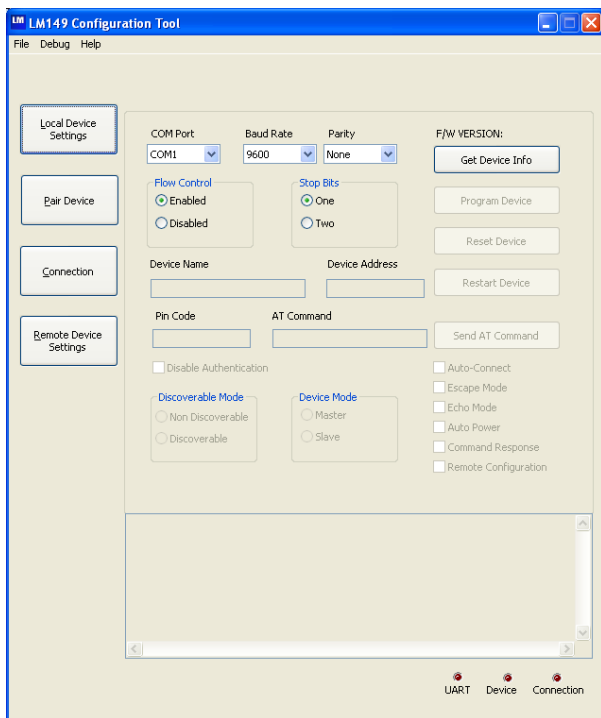 LM LM149 Configuration Tool
File Debug Help
Local Device
Settings
Pair Device
Connection
Remote Device
Settings
COM Port Baud Rate Parity F/W VERSION:
COM1 9600 None Get Device Info
Flow Control Stop Bits
Enabled One Program Device
Disabled Two Reset Device
Device Name Device Address
Restart Device
Pin Code AT Command
Send AT Command
Disable Authentication Auto-Connect
Escape Mode
Discoverable Mode Device Mode Echo Mode
Non Discoverable Master Auto Power
Discoverable Slave Command Response
Remote Configuration
UART Device Connection